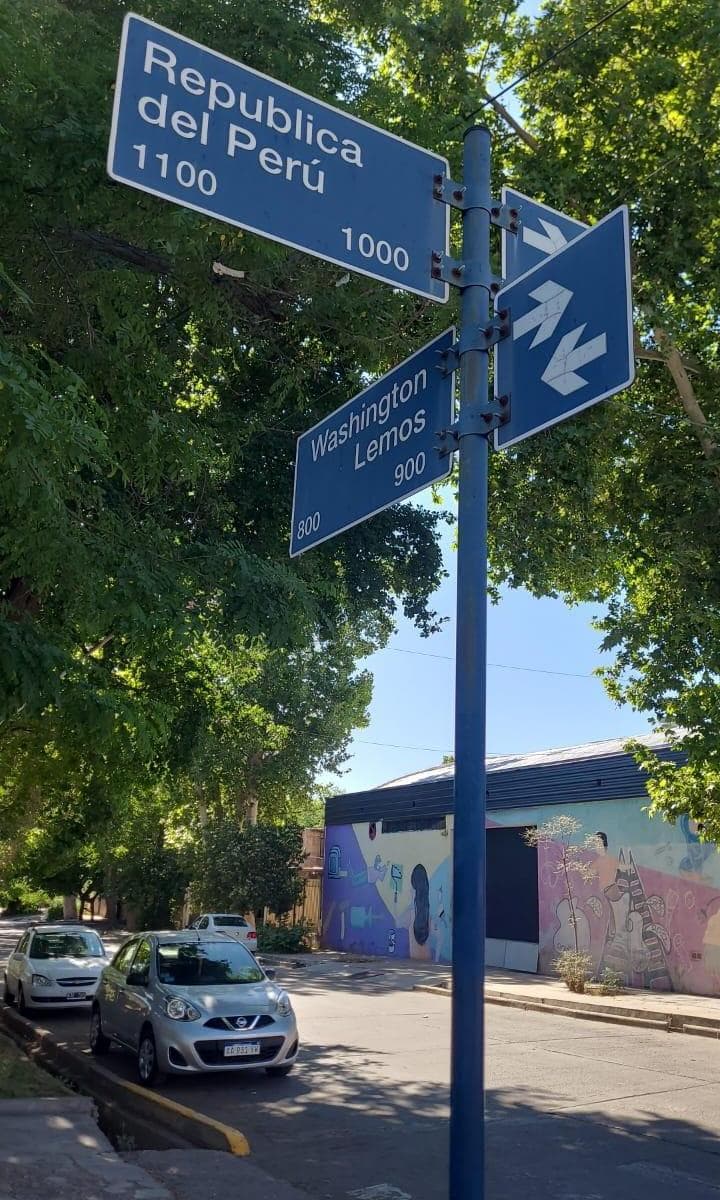 Republica
del Perú
1100
1000
Washington
Lemos
900
800